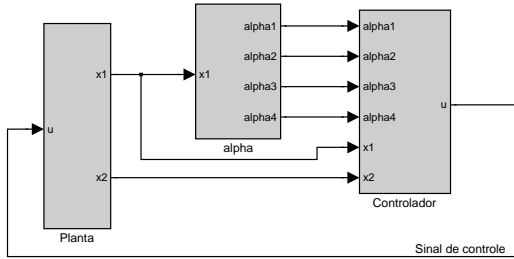 u
x1
x2
Planta
x1
alpha1
alpha2
alpha3
alpha4
alpha
alpha1
alpha2
alpha3
alpha4
x1
x2
u
Controlador
Sinal de controle